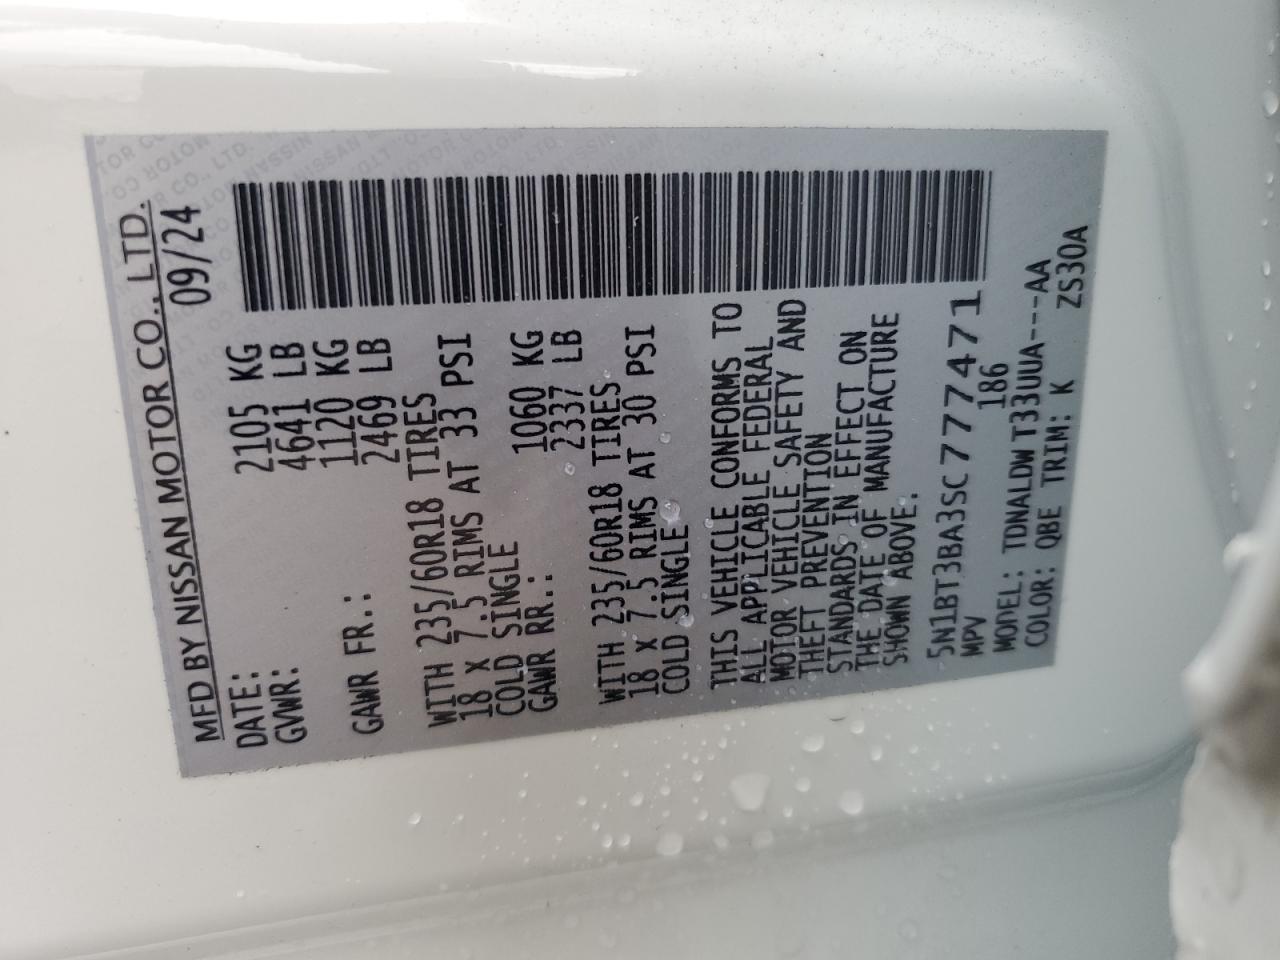 MFD BY NISSAN MOTOR CO., LTD.
DATE: 09/24
GVWR: 2105 KG
4641 LB
GAWR FR.: 1120 KG
2469 LB
WITH 235/60R18 TIRES
18 x 7.5 RIMS AT 33 PSI
COLD SINGLE
GAWR RR.: 1060 KG
2337 LB
WITH 235/60R18 TIRES
18 x 7.5 RIMS AT 30 PSI
COLD SINGLE
THIS VEHICLE CONFORMS TO
ALL APPLICABLE FEDERAL
MOTOR VEHICLE SAFETY AND
THEFT PREVENTION
STANDARDS IN EFFECT ON
THE DATE OF MANUFACTURE
SHOWN ABOVE.
5N1BT3BA3SC777471
MPV 186
MODEL: TDNALDW T33UUA---AA
COLOR: QBE TRIM: K ZS30A